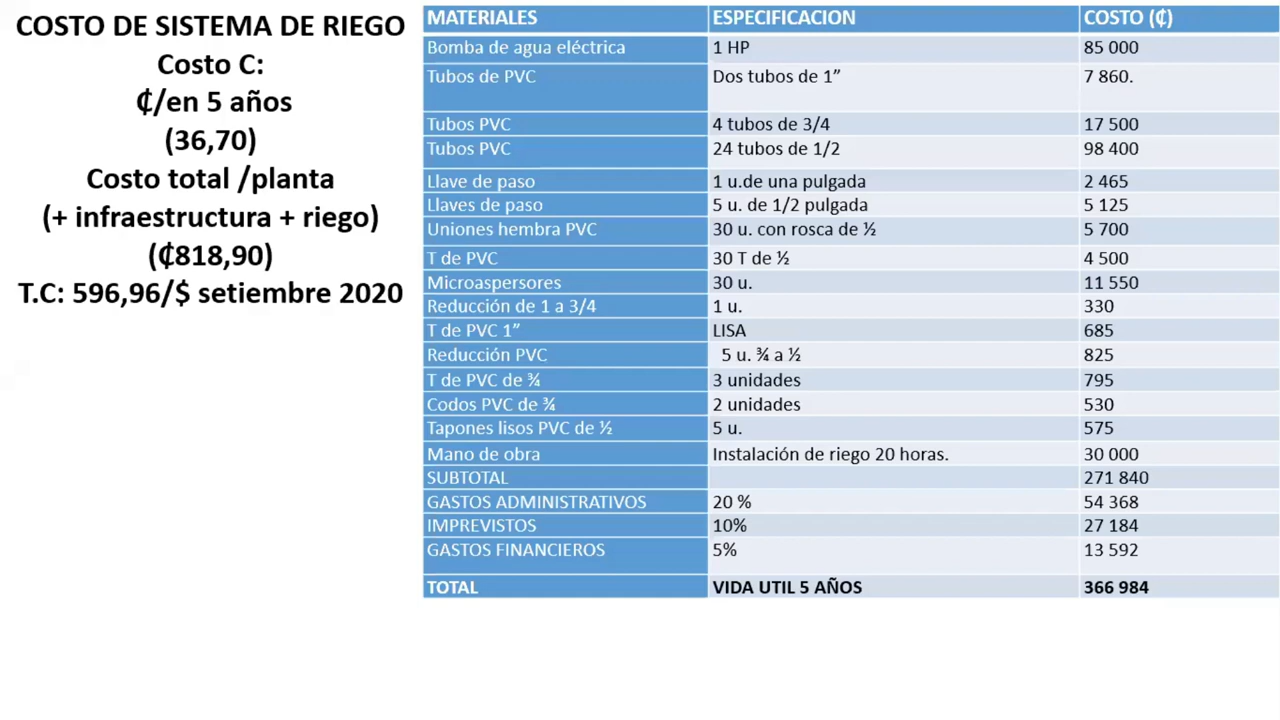 COSTO DE SISTEMA DE RIEGO
Costo C:
₡/en 5 años
(36,70)
Costo total /planta
(+ infraestructura + riego)
(₡818,90)
T.C: 596,96/$ setiembre 2020
MATERIALES ESPECIFICACION COSTO (₡)
Bomba de agua eléctrica 1 HP 85 000
Tubos de PVC Dos tubos de 1” 7 860.
Tubos PVC 4 tubos de 3/4 17 500
Tubos PVC 24 tubos de 1/2 98 400
Llave de paso 1 u.de una pulgada 2 465
Llaves de paso 5 u. de 1/2 pulgada 5 125
Uniones hembra PVC 30 u. con rosca de ½ 5 700
T de PVC 30 T de ½ 4 500
Microaspersores 30 u. 11 550
Reducción de 1 a 3/4 1 u. 330
T de PVC 1” LISA 685
Reducción PVC 5 u. ¾ a ½ 825
T de PVC de ¾ 3 unidades 795
Codos PVC de ¾ 2 unidades 530
Tapones lisos PVC de ½ 5 u. 575
Mano de obra Instalación de riego 20 horas. 30 000
SUBTOTAL 271 840
GASTOS ADMINISTRATIVOS 20 % 54 368
IMPREVISTOS 10% 27 184
GASTOS FINANCIEROS 5% 13 592
TOTAL VIDA UTIL 5 AÑOS 366 984